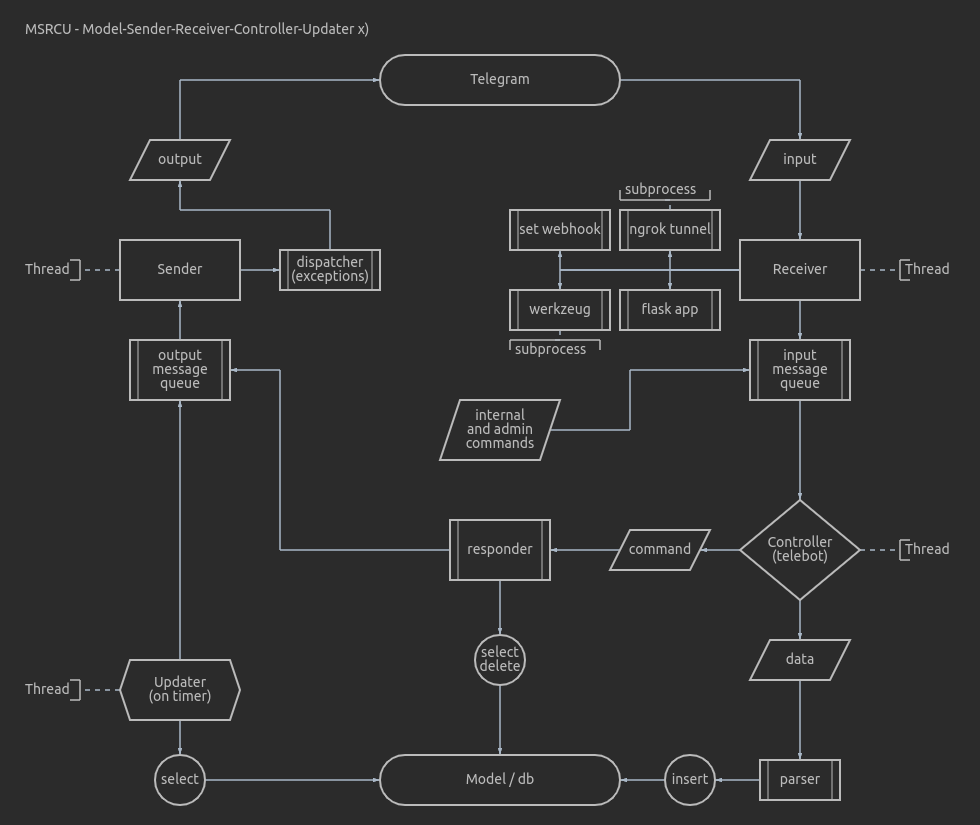 MSRCU - Model-Sender-Receiver-Controller-Updater x)
Telegram
output
input
subprocess
set webhook
ngrok tunnel
Thread
Sender
dispatcher
(exceptions)
Receiver
Thread
werkzeug
flask app
subprocess
output
message
queue
input
message
queue
internal
and admin
commands
responder
command
Controller
(telebot)
Thread
select
delete
data
Thread
Updater
(on timer)
select
Model / db
insert
parser